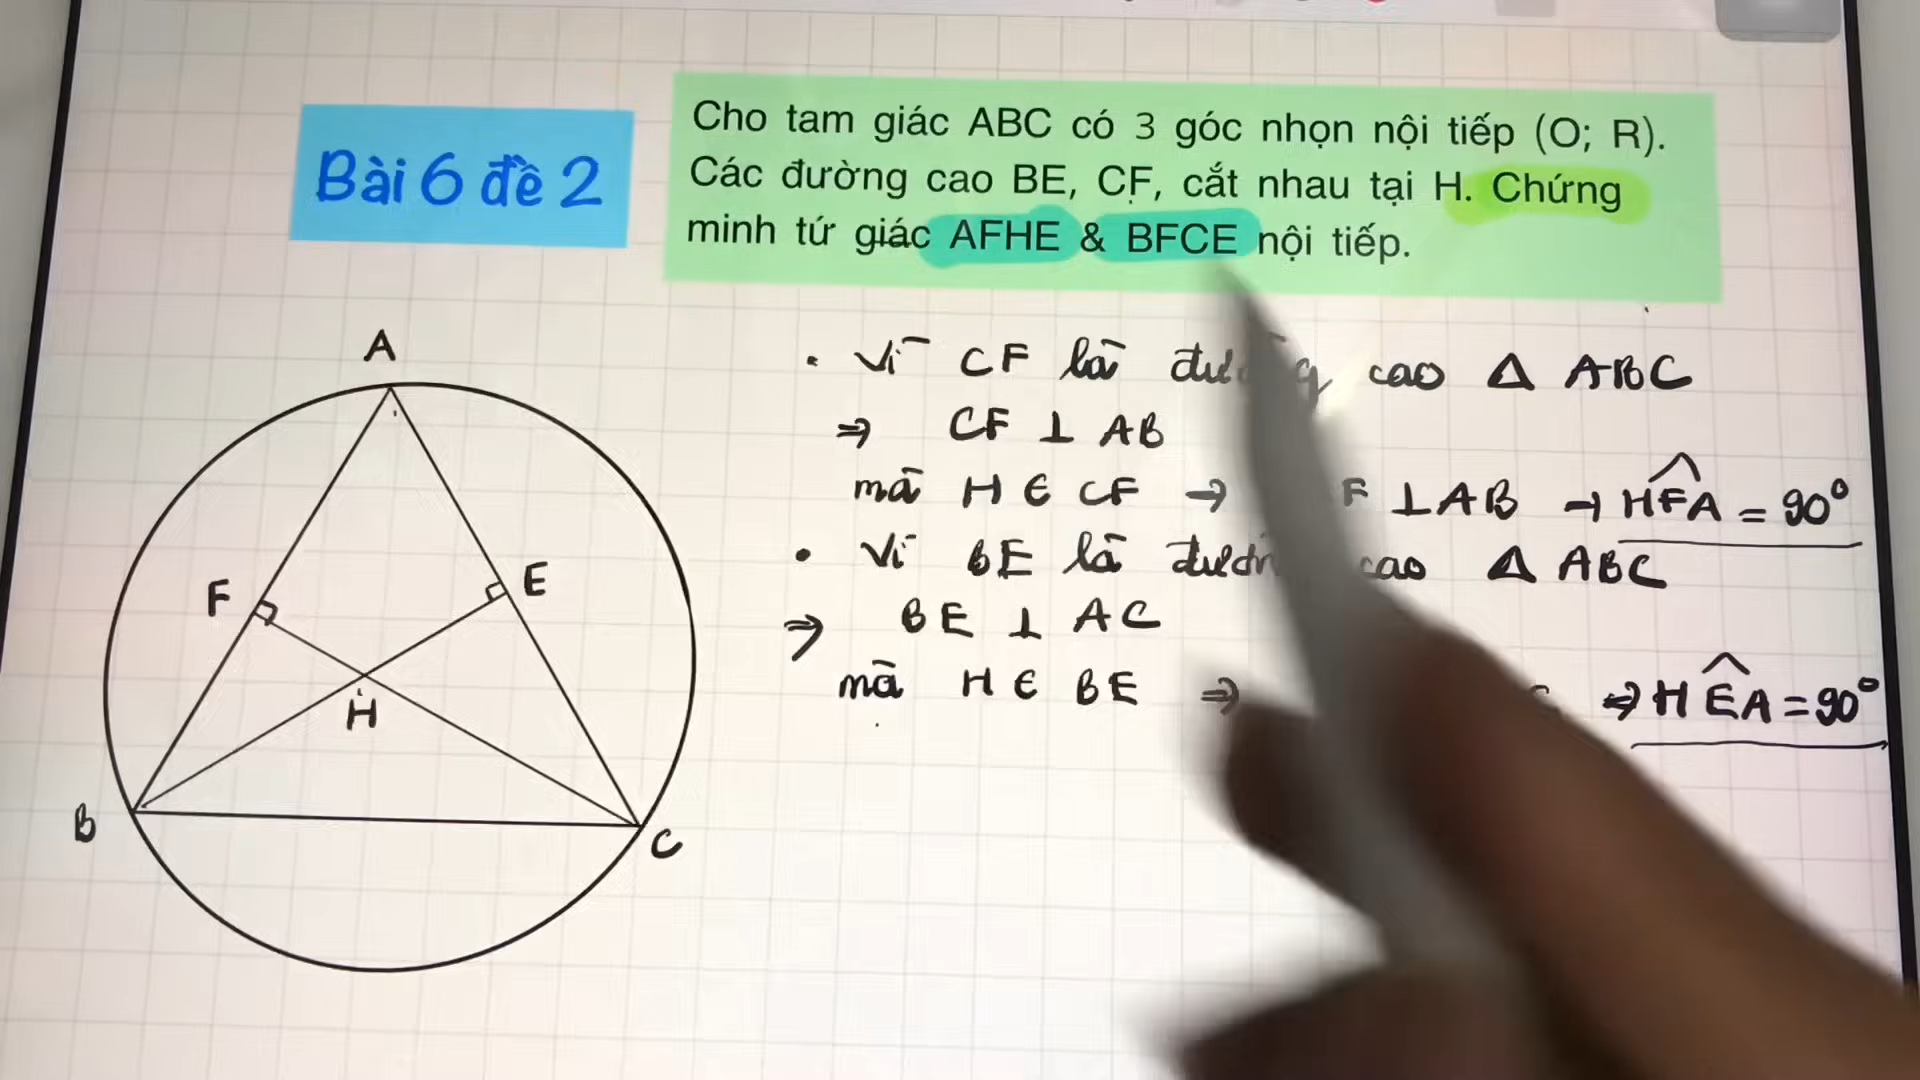 Bài 6 đề 2
Cho tam giác ABC có 3 góc nhọn nội tiếp (O; R).
Các đường cao BE, CF, cắt nhau tại H. Chứng
minh tứ giác AFHE & BFCE nội tiếp.
A
F
E
H
B
C
• Vì CF là cao Δ ABC
⇒ CF ⊥ AB
mà H ∈ CF → F ⊥ AB → HFA = 90°
• Vì BE là cao Δ ABC
⇒ BE ⊥ AC
mà H ∈ BE ⇒ ⇒ HEA = 90°